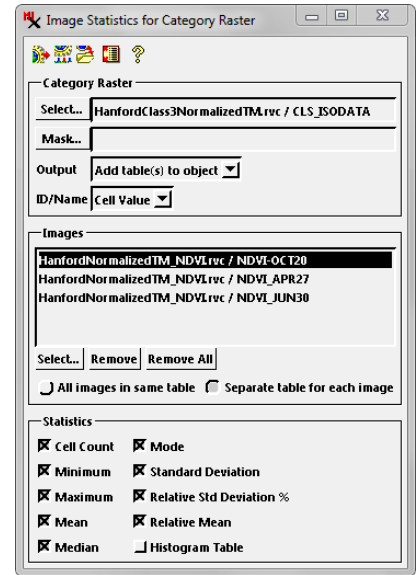 Image Statistics for Category Raster
?
Category Raster
Select... HanfordClass3NormalizedTM.rvc / CLS_ISODATA
Mask...
Output Add table(s) to object
ID/Name Cell Value
Images
HanfordNormalizedTM_NDVI.rvc / NDVI-OCT20
HanfordNormalizedTM_NDVI.rvc / NDVI_APR27
HanfordNormalizedTM_NDVI.rvc / NDVI_JUN30
Select... Remove Remove All
All images in same table Separate table for each image
Statistics
Cell Count Mode
Minimum Standard Deviation
Maximum Relative Std Deviation %
Mean Relative Mean
Median Histogram Table